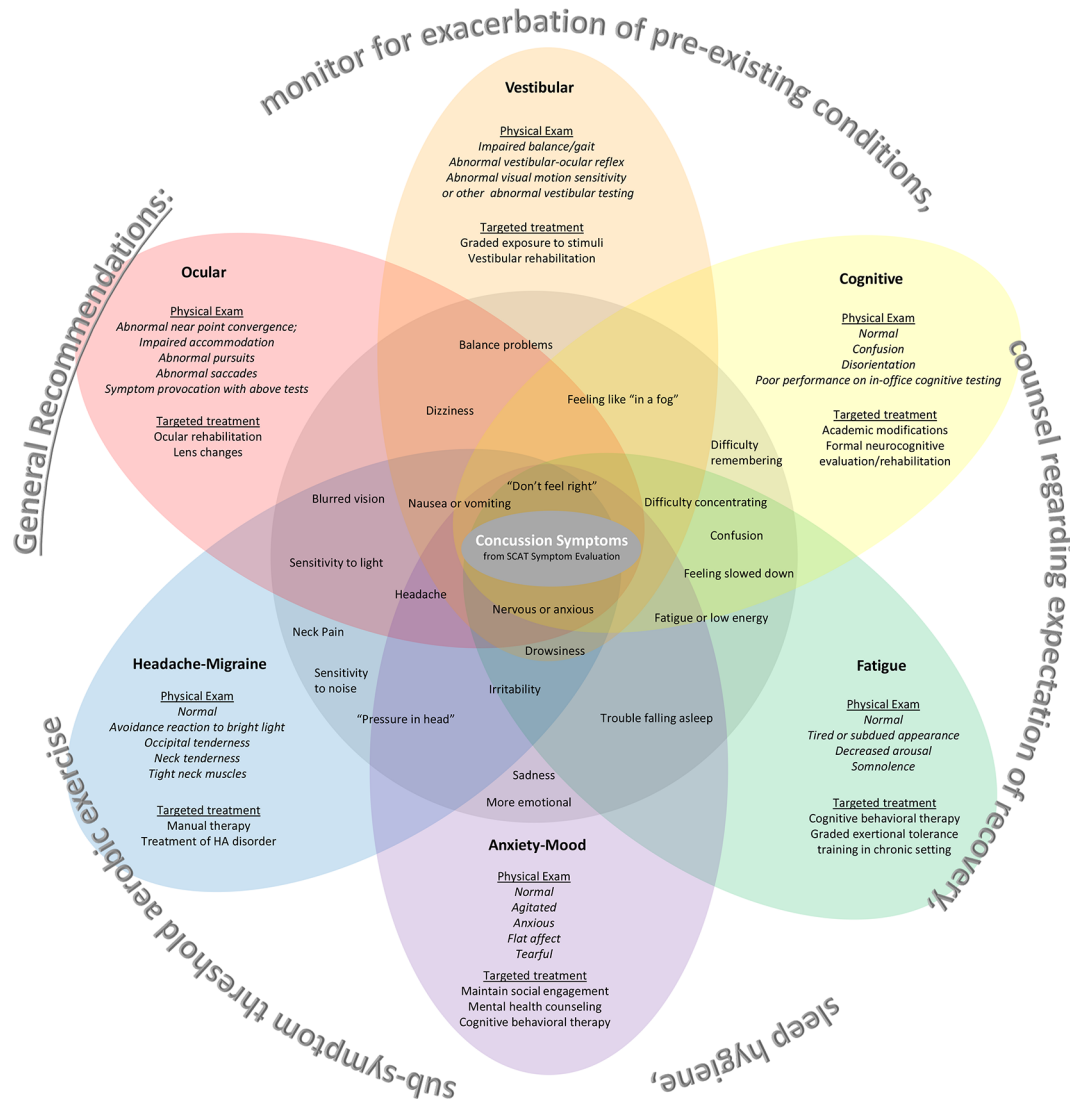 General Recommendations:
monitor for exacerbation of pre-existing conditions,
counsel regarding expectation of recovery,
sleep hygiene,
sub-symptom threshold aerobic exercise
Vestibular
Physical Exam
Impaired balance/gait
Abnormal vestibular-ocular reflex
Abnormal visual motion sensitivity
or other abnormal vestibular testing
Targeted treatment
Graded exposure to stimuli
Vestibular rehabilitation
Ocular
Physical Exam
Abnormal near point convergence;
Impaired accommodation
Abnormal pursuits
Abnormal saccades
Symptom provocation with above tests
Targeted treatment
Ocular rehabilitation
Lens changes
Cognitive
Physical Exam
Normal
Confusion
Disorientation
Poor performance on in-office cognitive testing
Targeted treatment
Academic modifications
Formal neurocognitive
evaluation/rehabilitation
Balance problems
Feeling like “in a fog”
Dizziness
Difficulty
remembering
“Don’t feel right”
Blurred vision
Nausea or vomiting
Difficulty concentrating
Concussion Symptoms
from SCAT Symptom Evaluation
Confusion
Sensitivity to light
Feeling slowed down
Headache
Nervous or anxious
Fatigue or low energy
Neck Pain
Drowsiness
Sensitivity
to noise
Irritability
“Pressure in head”
Trouble falling asleep
Sadness
More emotional
Headache-Migraine
Physical Exam
Normal
Avoidance reaction to bright light
Occipital tenderness
Neck tenderness
Tight neck muscles
Targeted treatment
Manual therapy
Treatment of HA disorder
Fatigue
Physical Exam
Normal
Tired or subdued appearance
Decreased arousal
Somnolence
Targeted treatment
Cognitive behavioral therapy
Graded exertional tolerance
training in chronic setting
Anxiety-Mood
Physical Exam
Normal
Agitated
Anxious
Flat affect
Tearful
Targeted treatment
Maintain social engagement
Mental health counseling
Cognitive behavioral therapy